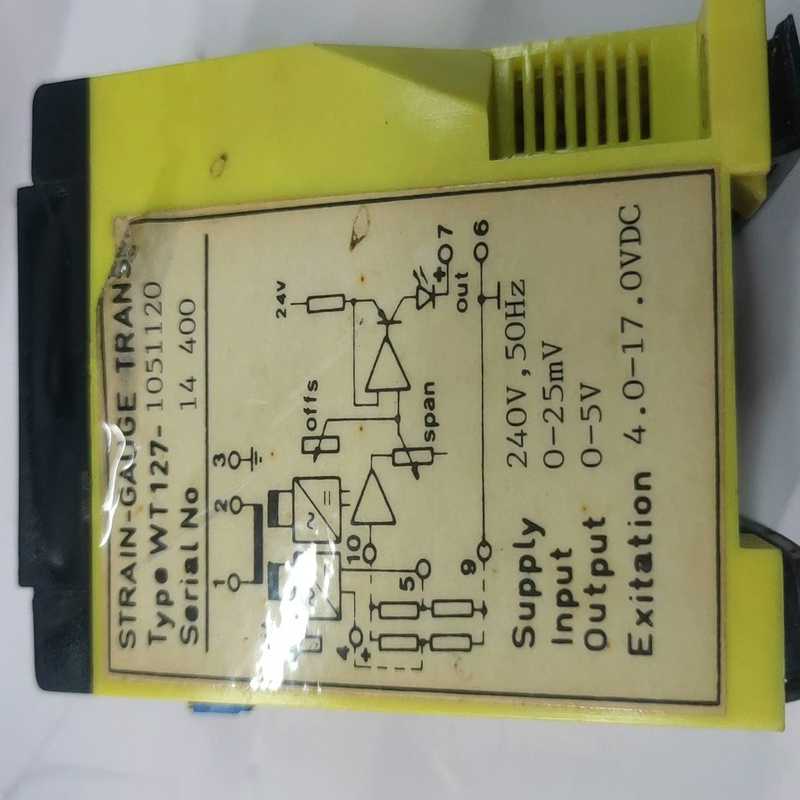 STRAIN-GAUGE TRANS
Type WT127-1051120
Serial No 14 400
1 2 3
24V
offs
span
out
+ 7
6
10
5
9
4
+
Supply 240V,50Hz
Input 0-25mV
Output 0-5V
Exitation 4.0-17.0VDC